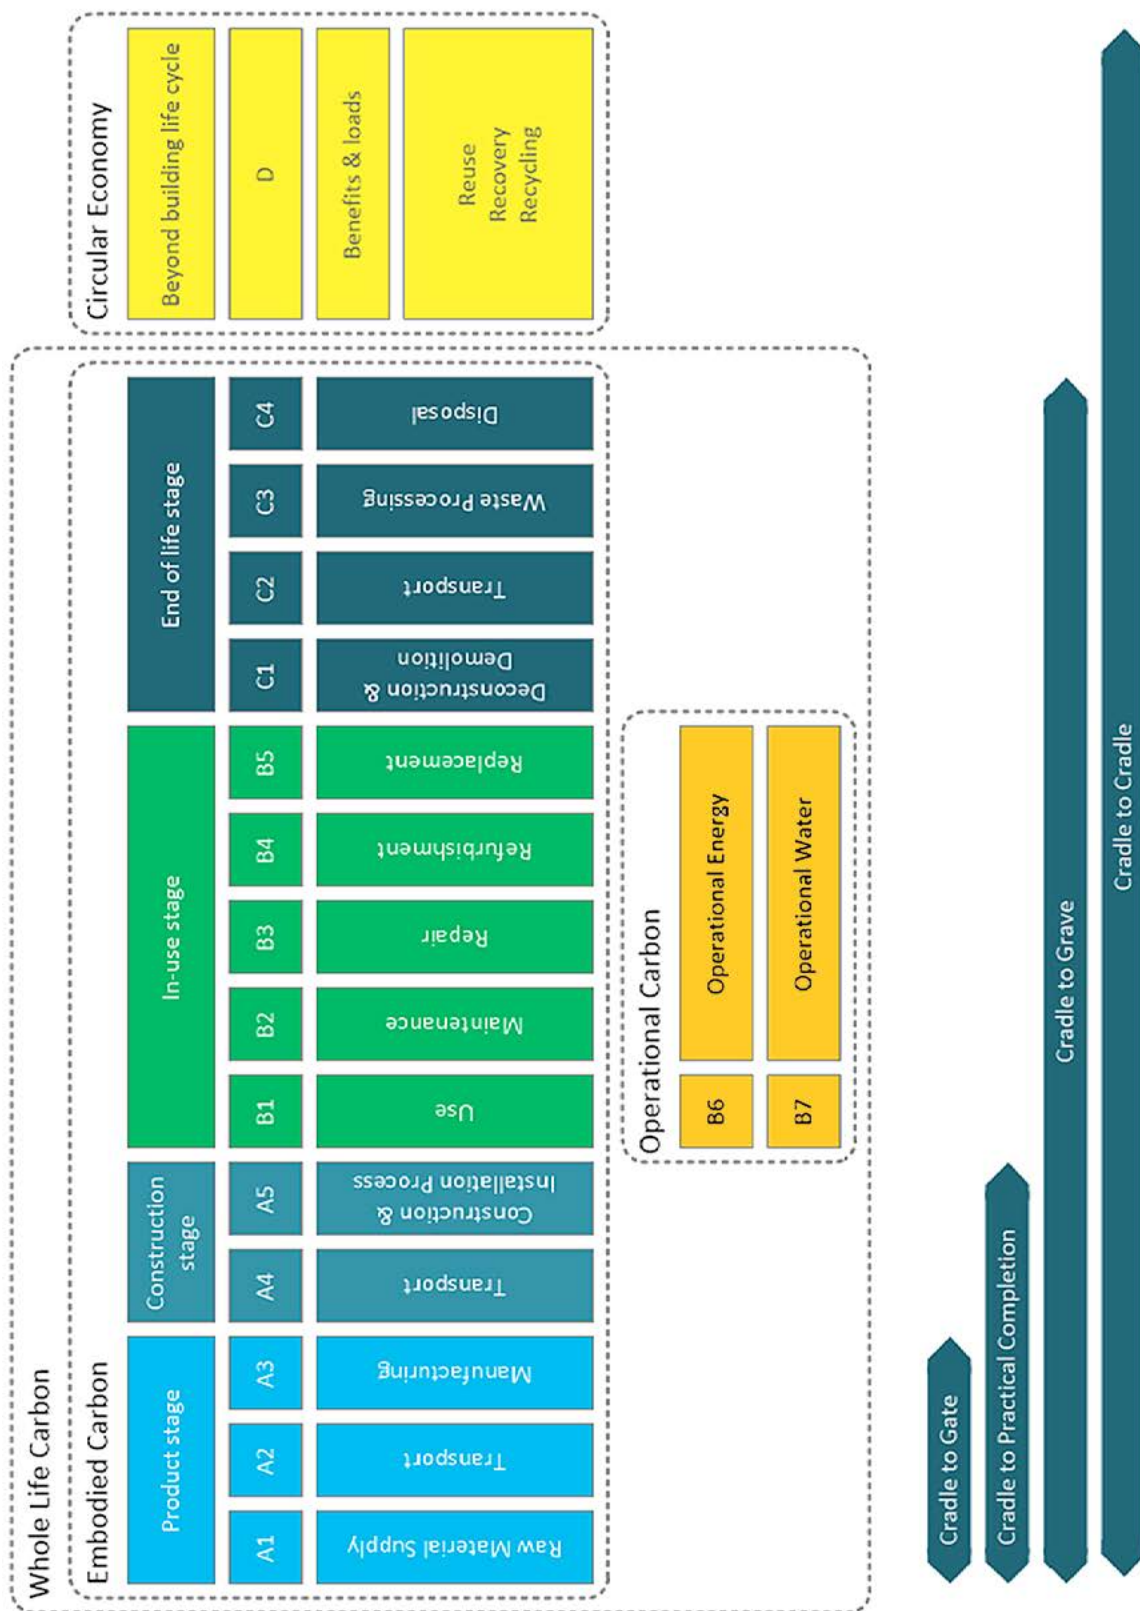 Whole Life Carbon
Embodied Carbon
Circular Economy
Product stage
Construction
stage
In-use stage
End of life stage
Beyond building life cycle
A1
A2
A3
A4
A5
B1
B2
B3
B4
B5
C1
C2
C3
C4
D
Raw Material Supply
Transport
Manufacturing
Transport
Construction &
Installation Process
Use
Maintenance
Repair
Refurbishment
Replacement
Deconstruction &
Demolition
Transport
Waste Processing
Disposal
Benefits & loads
Reuse
Recovery
Recycling
Operational Carbon
B6
Operational Energy
B7
Operational Water
Cradle to Gate
Cradle to Practical Completion
Cradle to Grave
Cradle to Cradle